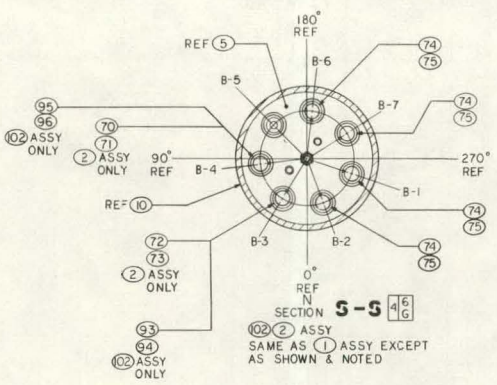 180°
REF
REF 5
B-6
74
75
B-5
B-7
74
75
95
96
102 ASSY
ONLY
70
71
2 ASSY
ONLY
90°
REF
B-4
270°
REF
B-1
REF 10
74
75
72
73
2 ASSY
ONLY
B-3
B-2
74
75
0°
REF
N
SECTION S-S 4 6 G
93
94
102 ASSY
ONLY
102 2 ASSY
SAME AS 1 ASSY EXCEPT
AS SHOWN & NOTED